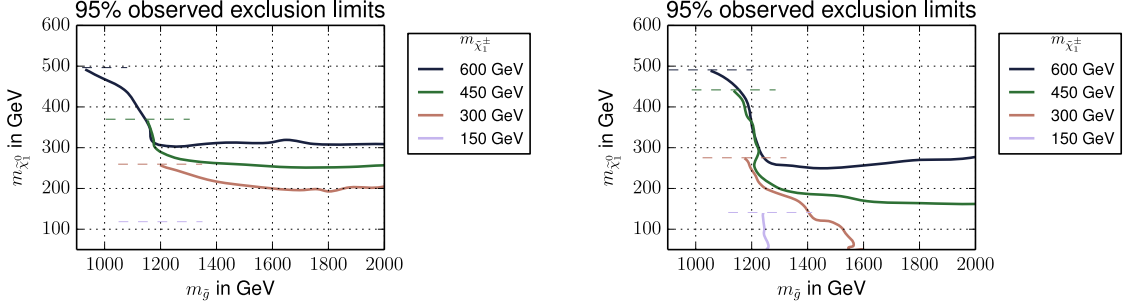 95% observed exclusion limits
600
500
400
300
200
100
1000 1200 1400 1600 1800 2000
$m_{\tilde{\chi}_1^0}$ in GeV
$m_{\tilde{g}}$ in GeV
$m_{\tilde{\chi}_1^{\pm}}$
600 GeV
450 GeV
300 GeV
150 GeV
95% observed exclusion limits
600
500
400
300
200
100
1000 1200 1400 1600 1800 2000
$m_{\tilde{\chi}_1^0}$ in GeV
$m_{\tilde{g}}$ in GeV
$m_{\tilde{\chi}_1^{\pm}}$
600 GeV
450 GeV
300 GeV
150 GeV